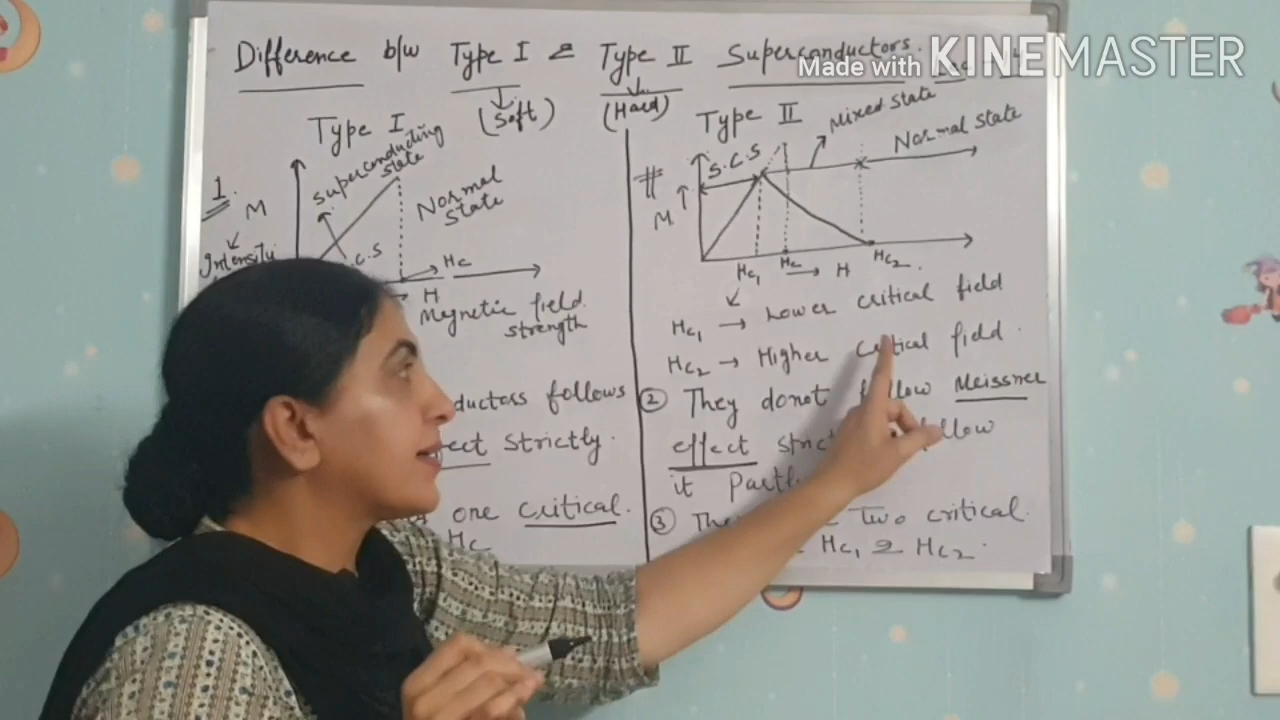 Difference b/w Type I & Type II Superconductors.
Made with KINEMASTER
(Soft)
(Hard)
Type I
1.
M
Intensity
superconducting
state
Normal
state
.C.S
Hc
H
Magnetic field
strength
ductors follows
ect strictly.
one critical.
Hc
Type II
#
M
S.C.S
Mixed state
Normal state
Hc1
Hc
H
Hc2.
Hc1 → Lower critical field
Hc2 → Higher critical field.
② They donot follow Meissner
effect
it Partl
③ The Two critical.
Hc1 & Hc2.